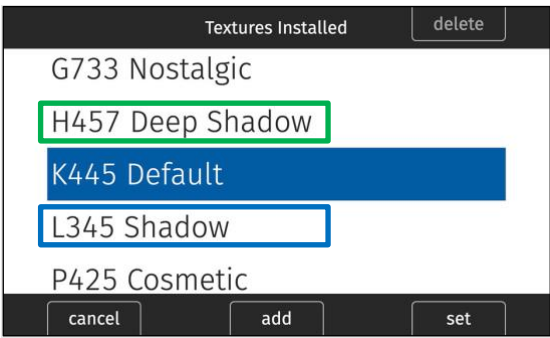 Textures Installed delete
G733 Nostalgic
H457 Deep Shadow
K445 Default
L345 Shadow
P425 Cosmetic
cancel add set